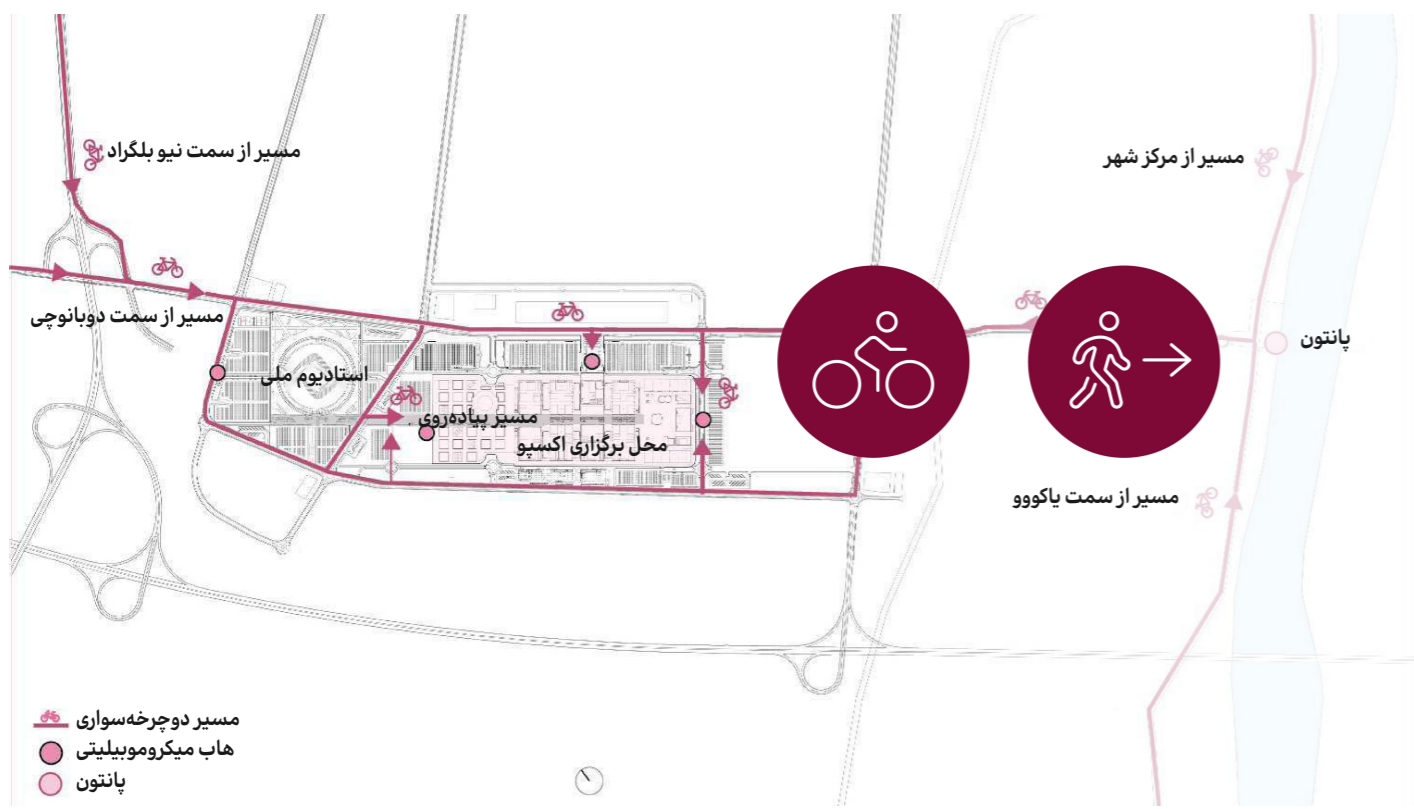 مسیر از سمت نیو بلگراد
مسیر از مرکز شهر
مسیر از سمت دوبانوچی
پانتون
استادیوم ملی
مسیر پیاده‌روی
محل برگزاری اکسپو
مسیر از سمت یاکووو
مسیر دوچرخه‌سواری
هاب میکروموبیلیتی
پانتون